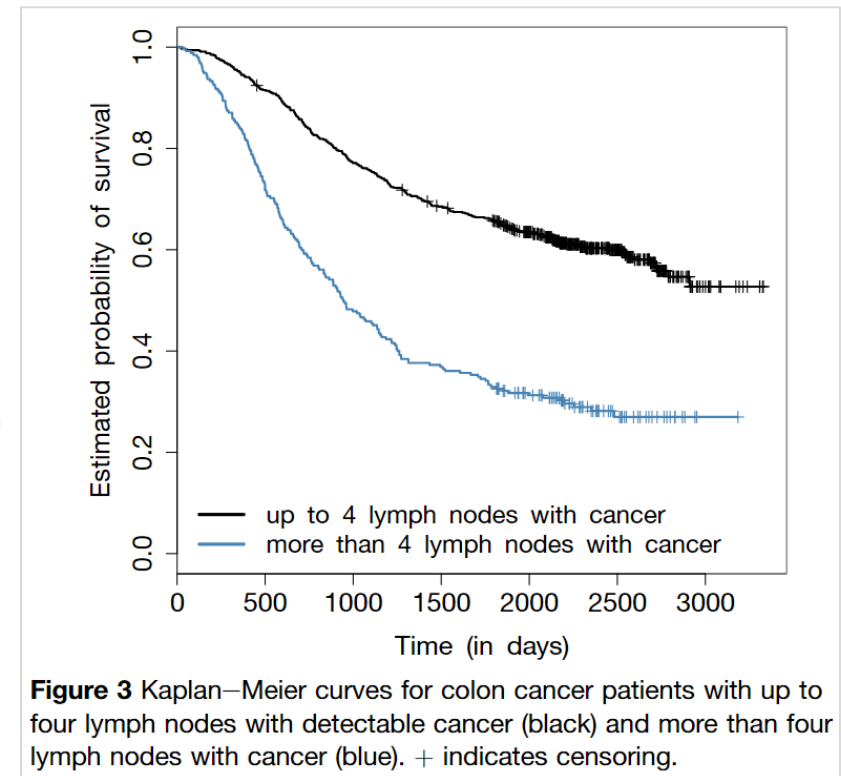 1.0
0.8
0.6
0.4
0.2
0.0
Estimated probability of survival
up to 4 lymph nodes with cancer
more than 4 lymph nodes with cancer
0 500 1000 1500 2000 2500 3000
Time (in days)
Figure 3 Kaplan–Meier curves for colon cancer patients with up to
four lymph nodes with detectable cancer (black) and more than four
lymph nodes with cancer (blue). + indicates censoring.